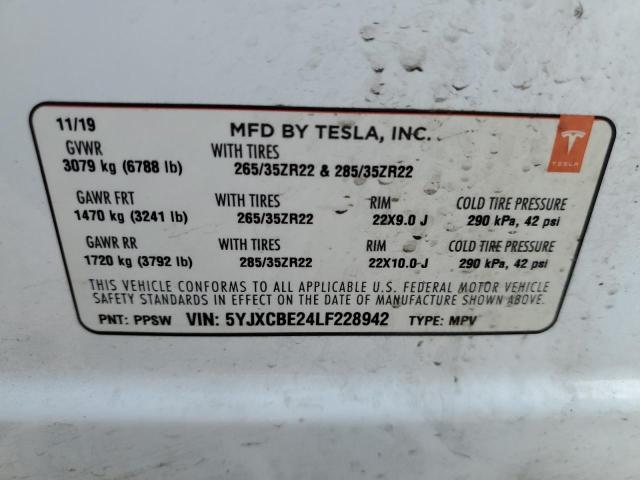 11/19 MFD BY TESLA, INC.
GVWR WITH TIRES
3079 kg (6788 lb) 265/35ZR22 & 285/35ZR22
TESLA
GAWR FRT WITH TIRES RIM COLD TIRE PRESSURE
1470 kg (3241 lb) 265/35ZR22 22X9.0 J 290 kPa, 42 psi
GAWR RR WITH TIRES RIM COLD TIRE PRESSURE
1720 kg (3792 lb) 285/35ZR22 22X10.0 J 290 kPa, 42 psi
THIS VEHICLE CONFORMS TO ALL APPLICABLE U.S. FEDERAL MOTOR VEHICLE
SAFETY STANDARDS IN EFFECT ON THE DATE OF MANUFACTURE SHOWN ABOVE.
PNT: PPSW VIN: 5YJXCBE24LF228942 TYPE: MPV